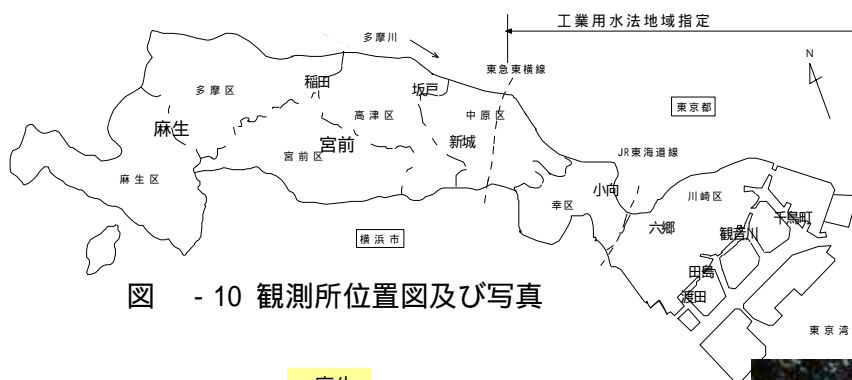 工業用水法地域指定
多摩川
東急東横線
N
稲田
多摩区
坂戸
東京都
高津区
中原区
麻生
宮前
新城
JR東海道線
宮前区
麻生区
小向
川崎区
幸区
千鳥町
六郷
観音川
横浜市
田島
渡田
図 - 10 観測所位置図及び写真
東京湾
麻生